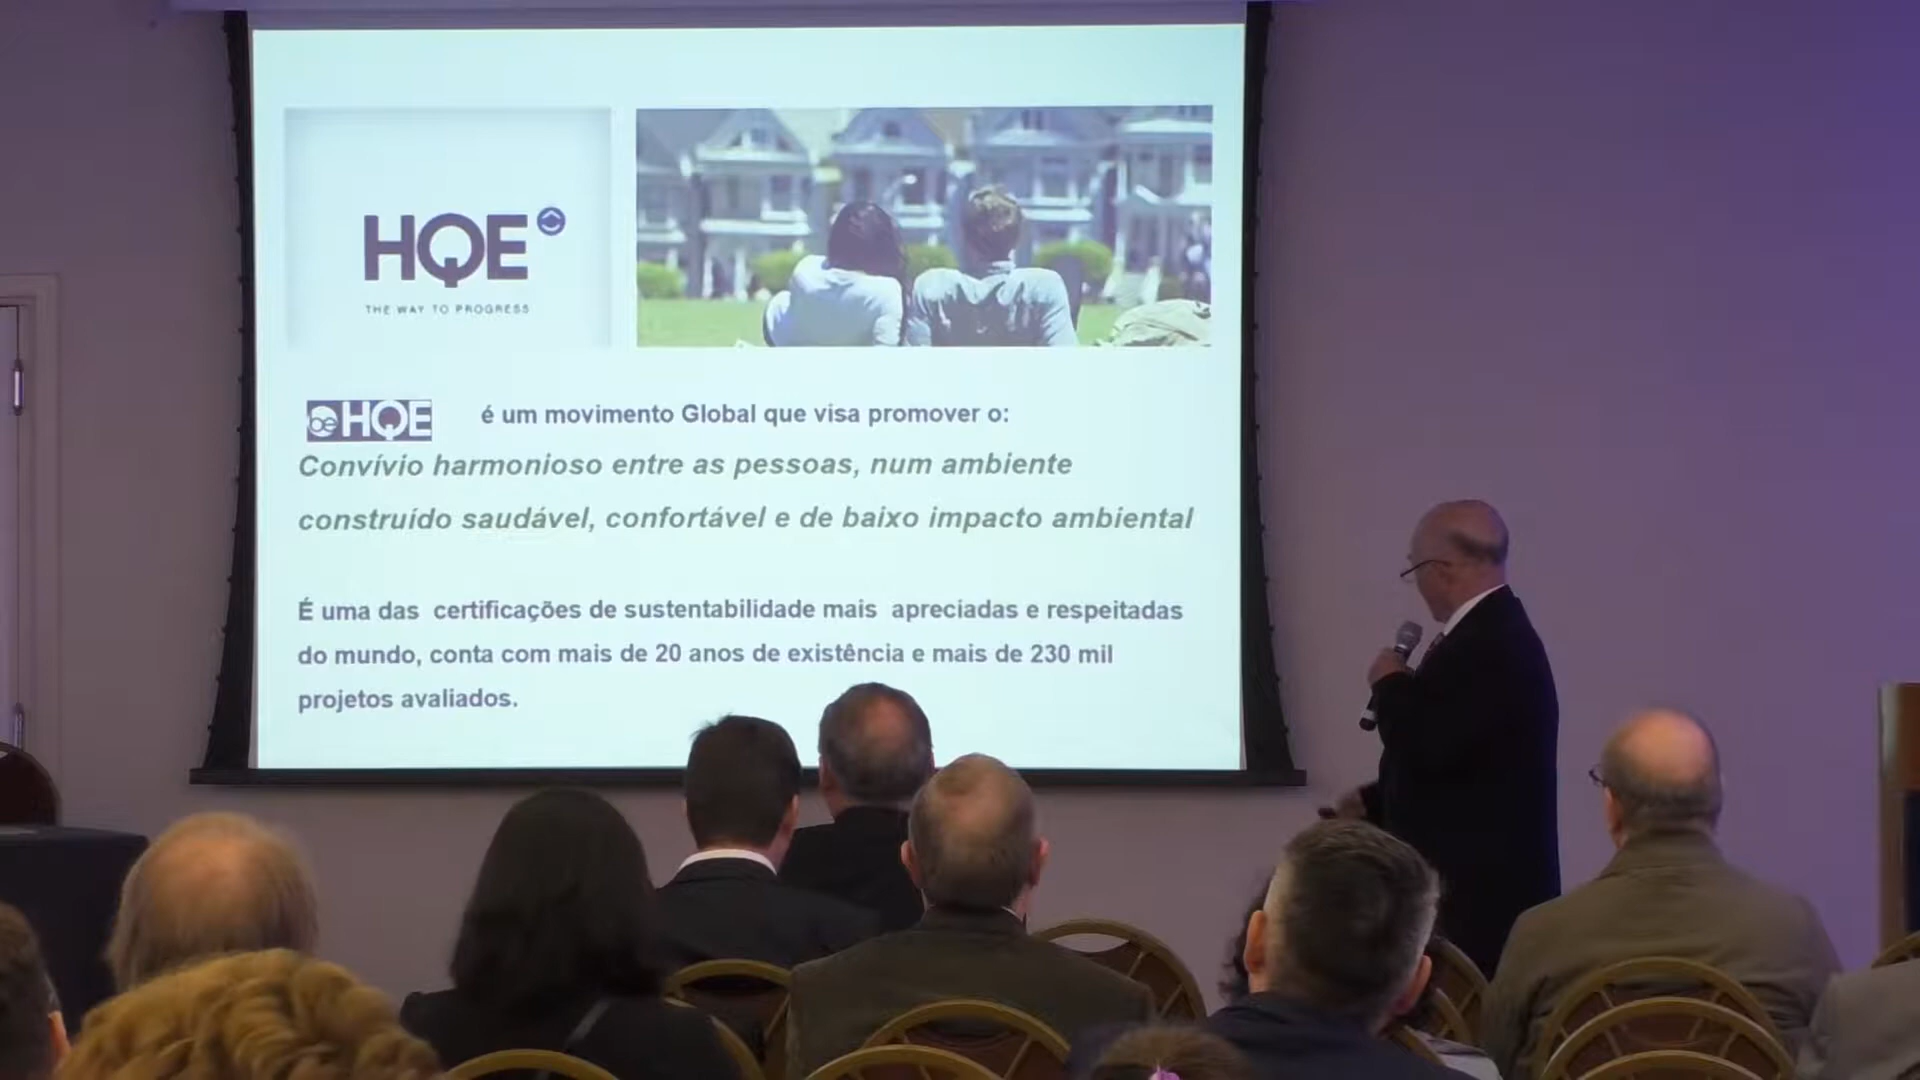 HQE
THE WAY TO PROGRESS
be HQE é um movimento Global que visa promover o:
Convívio harmonioso entre as pessoas, num ambiente
construído saudável, confortável e de baixo impacto ambiental
É uma das certificações de sustentabilidade mais apreciadas e respeitadas
do mundo, conta com mais de 20 anos de existência e mais de 230 mil
projetos avaliados.